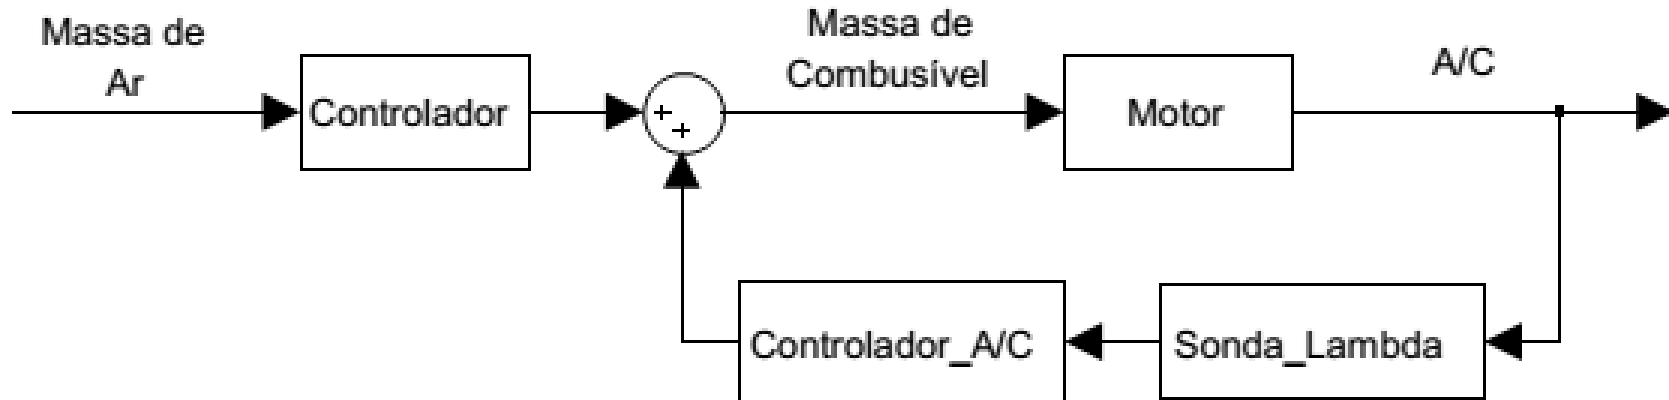 Massa de
Ar
Controlador
+
+
Massa de
Combusível
Motor
A/C
Controlador_A/C
Sonda_Lambda